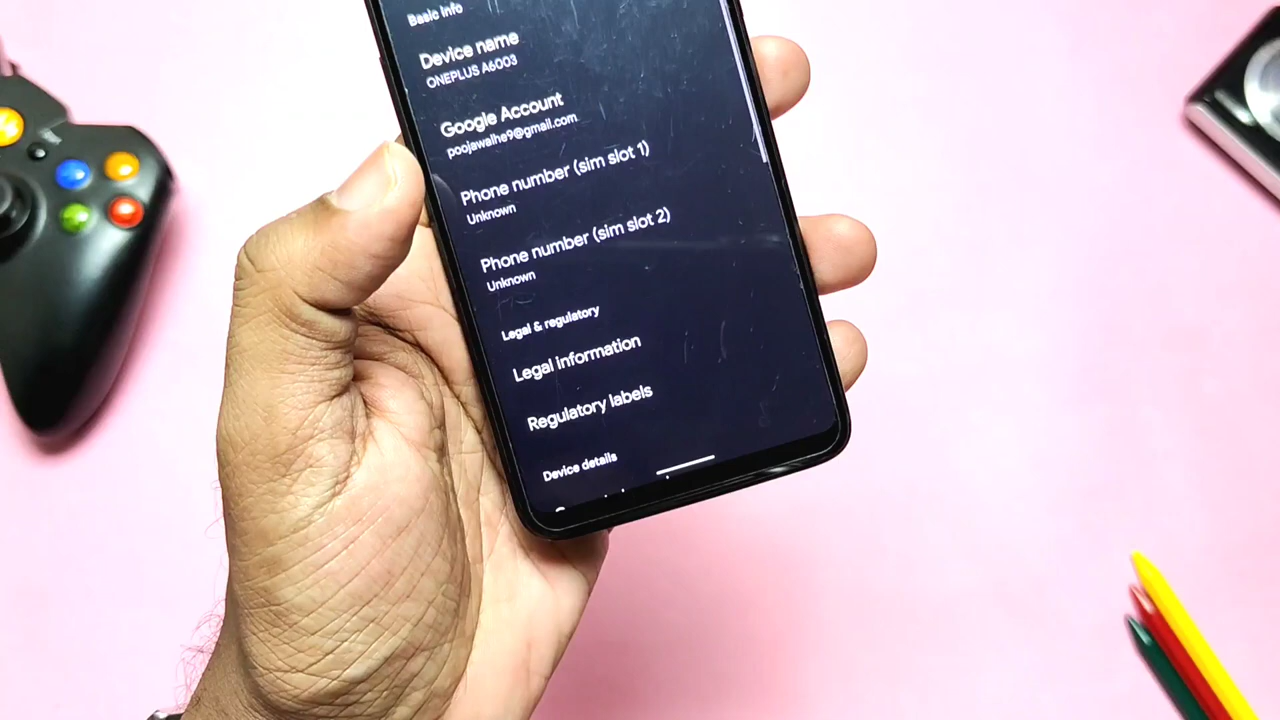 Basic info
Device name
ONEPLUS A6003
Google Account
poojawalhe9@gmail.com
Phone number (sim slot 1)
Unknown
Phone number (sim slot 2)
Unknown
Legal & regulatory
Legal information
Regulatory labels
Device details